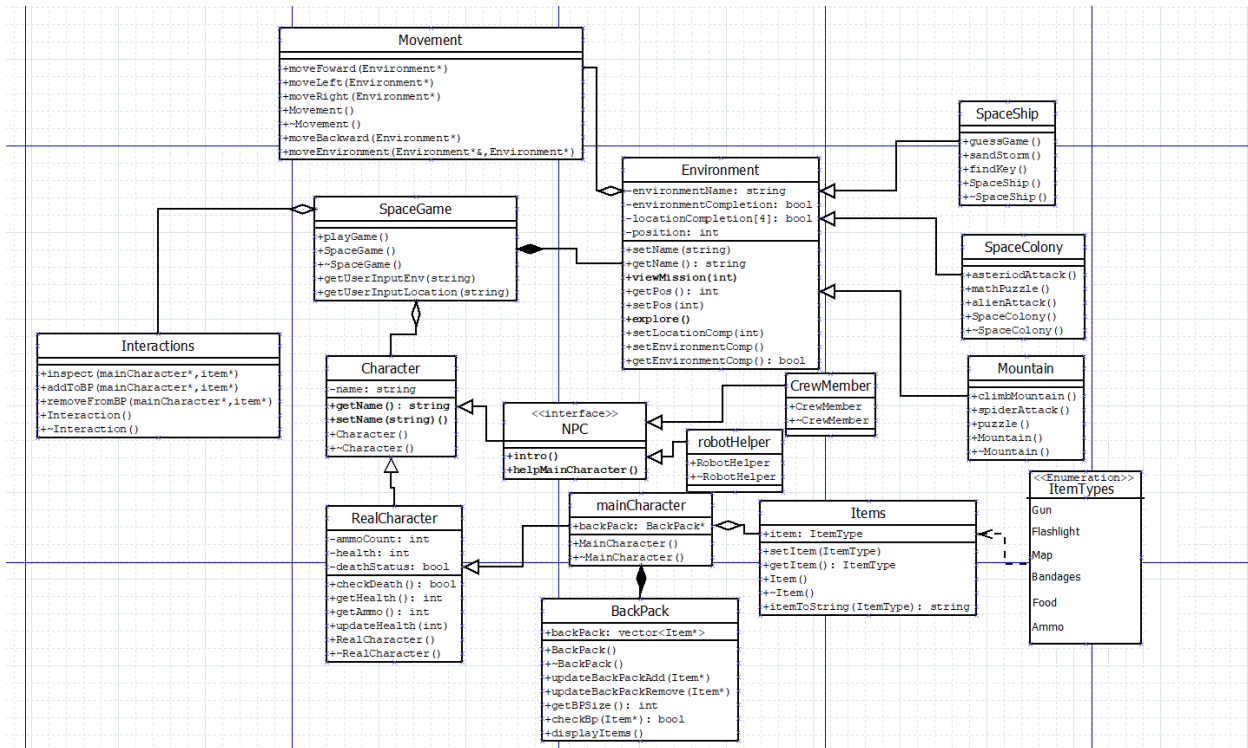 Movement
+moveFoward(Environment*)
+moveLeft(Environment*)
+moveRight(Environment*)
+Movement()
+~Movement()
+moveBackward(Environment*)
+moveEnvironment(Environment*&,Environment*)
SpaceShip
+guessGame()
+sandStorm()
+findKey()
+SpaceShip()
+~SpaceShip()
Environment
-environmentName: string
-environmentCompletion: bool
-locationCompletion[4]: bool
-position: int
+setName(string)
+getName(): string
+viewMission(int)
+getPos(): int
+setPos(int)
+explore()
+setLocationComp(int)
+setEnvironmentComp()
+getEnvironmentComp(): bool
SpaceGame
+playGame()
+SpaceGame()
+~SpaceGame()
+getUserInputEnv(string)
+getUserInputLocation(string)
SpaceColony
+asteriodAttack()
+mathPuzzle()
+alienAttack()
+SpaceColony()
+~SpaceColony()
Interactions
+inspect(mainCharacter*,item*)
+addToBP(mainCharacter*,item*)
+removeFromBP(mainCharacter*,item*)
+Interaction()
+~Interaction()
Character
-name: string
+getName(): string
+setName(string)()
+Character()
+~Character()
Mountain
+climbMountain()
+spiderAttack()
+puzzle()
+Mountain()
+~Mountain()
CrewMember
+CrewMember
+~CrewMember
<<interface>>
NPC
+intro()
+helpMainCharacter()
robotHelper
+RobotHelper
+~RobotHelper
<<Enumeration>>
ItemTypes
Gun
Flashlight
Map
Bandages
Food
Ammo
RealCharacter
-ammoCount: int
-health: int
-deathStatus: bool
+checkDeath(): bool
+getHealth(): int
+getAmmo(): int
+updateHealth(int)
+RealCharacter()
+~RealCharacter()
mainCharacter
+backPack: BackPack*
+MainCharacter()
+~MainCharacter()
Items
+item: ItemType
+setItem(ItemType)
+getItem(): ItemType
+Item()
+~Item()
+itemToString(ItemType): string
BackPack
+backPack: vector<Item*>
+BackPack()
+~BackPack()
+updateBackPackAdd(Item*)
+updateBackPackRemove(Item*)
+getBPSize(): int
+checkBp(Item*): bool
+displayItems()